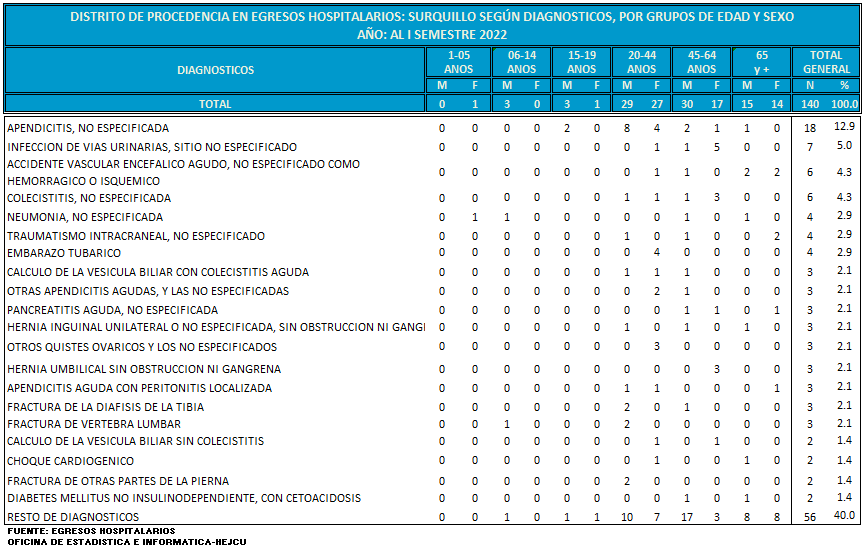 DISTRITO DE PROCEDENCIA EN EGRESOS HOSPITALARIOS: SURQUILLO SEGÚN DIAGNOSTICOS, POR GRUPOS DE EDAD Y SEXO
AÑO: AL I SEMESTRE 2022
DIAGNOSTICOS 1-05 ANOS 06-14 ANOS 15-19 ANOS 20-44 ANOS 45-64 ANOS 65 y + TOTAL GENERAL
M F M F M F M F M F M F N %
TOTAL 0 1 3 0 3 1 29 27 30 17 15 14 140 100.0
APENDICITIS, NO ESPECIFICADA 0 0 0 0 2 0 8 4 2 1 1 0 18 12.9
INFECCION DE VIAS URINARIAS, SITIO NO ESPECIFICADO 0 0 0 0 0 0 0 1 1 5 0 0 7 5.0
ACCIDENTE VASCULAR ENCEFALICO AGUDO, NO ESPECIFICADO COMO
HEMORRAGICO O ISQUEMICO 0 0 0 0 0 0 0 1 1 0 2 2 6 4.3
COLECISTITIS, NO ESPECIFICADA 0 0 0 0 0 0 1 1 1 3 0 0 6 4.3
NEUMONIA, NO ESPECIFICADA 0 1 1 0 0 0 0 0 1 0 1 0 4 2.9
TRAUMATISMO INTRACRANEAL, NO ESPECIFICADO 0 0 0 0 0 0 1 0 1 0 0 2 4 2.9
EMBARAZO TUBARICO 0 0 0 0 0 0 0 4 0 0 0 0 4 2.9
CALCULO DE LA VESICULA BILIAR CON COLECISTITIS AGUDA 0 0 0 0 0 0 1 1 1 0 0 0 3 2.1
OTRAS APENDICITIS AGUDAS, Y LAS NO ESPECIFICADAS 0 0 0 0 0 0 0 2 1 0 0 0 3 2.1
PANCREATITIS AGUDA, NO ESPECIFICADA 0 0 0 0 0 0 0 0 1 1 0 1 3 2.1
HERNIA INGUINAL UNILATERAL O NO ESPECIFICADA, SIN OBSTRUCCION NI GANGI 0 0 0 0 0 0 1 0 1 0 1 0 3 2.1
OTROS QUISTES OVARICOS Y LOS NO ESPECIFICADOS 0 0 0 0 0 0 0 3 0 0 0 0 3 2.1
HERNIA UMBILICAL SIN OBSTRUCCION NI GANGRENA 0 0 0 0 0 0 0 0 0 3 0 0 3 2.1
APENDICITIS AGUDA CON PERITONITIS LOCALIZADA 0 0 0 0 0 0 1 1 0 0 0 1 3 2.1
FRACTURA DE LA DIAFISIS DE LA TIBIA 0 0 0 0 0 0 2 0 1 0 0 0 3 2.1
FRACTURA DE VERTEBRA LUMBAR 0 0 1 0 0 0 2 0 0 0 0 0 3 2.1
CALCULO DE LA VESICULA BILIAR SIN COLECISTITIS 0 0 0 0 0 0 0 1 0 1 0 0 2 1.4
CHOQUE CARDIOGENICO 0 0 0 0 0 0 0 1 0 0 1 0 2 1.4
FRACTURA DE OTRAS PARTES DE LA PIERNA 0 0 0 0 0 0 2 0 0 0 0 0 2 1.4
DIABETES MELLITUS NO INSULINODEPENDIENTE, CON CETOACIDOSIS 0 0 0 0 0 0 0 0 1 0 1 0 2 1.4
RESTO DE DIAGNOSTICOS 0 0 1 0 1 1 10 7 17 3 8 8 56 40.0
FUENTE: EGRESOS HOSPITALARIOS
OFICINA DE ESTADISTICA E INFORMATICA-HEJCU